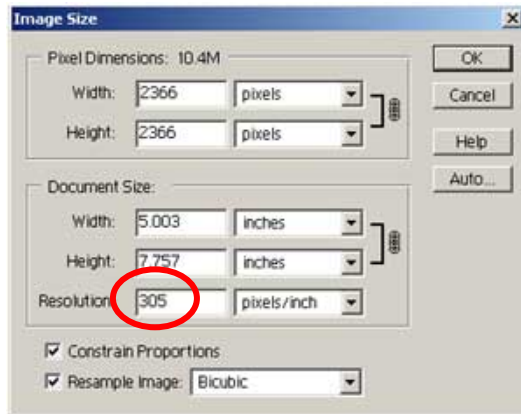 Image Size
Pixel Dimensions: 10.4M
OK
Width: 2366 pixels
Cancel
Height: 2366 pixels
Help
Document Size:
Auto...
Width: 5.003 inches
Height: 7.757 inches
Resolution 305 pixels/inch
Constrain Proportions
Resample Image: Bicubic